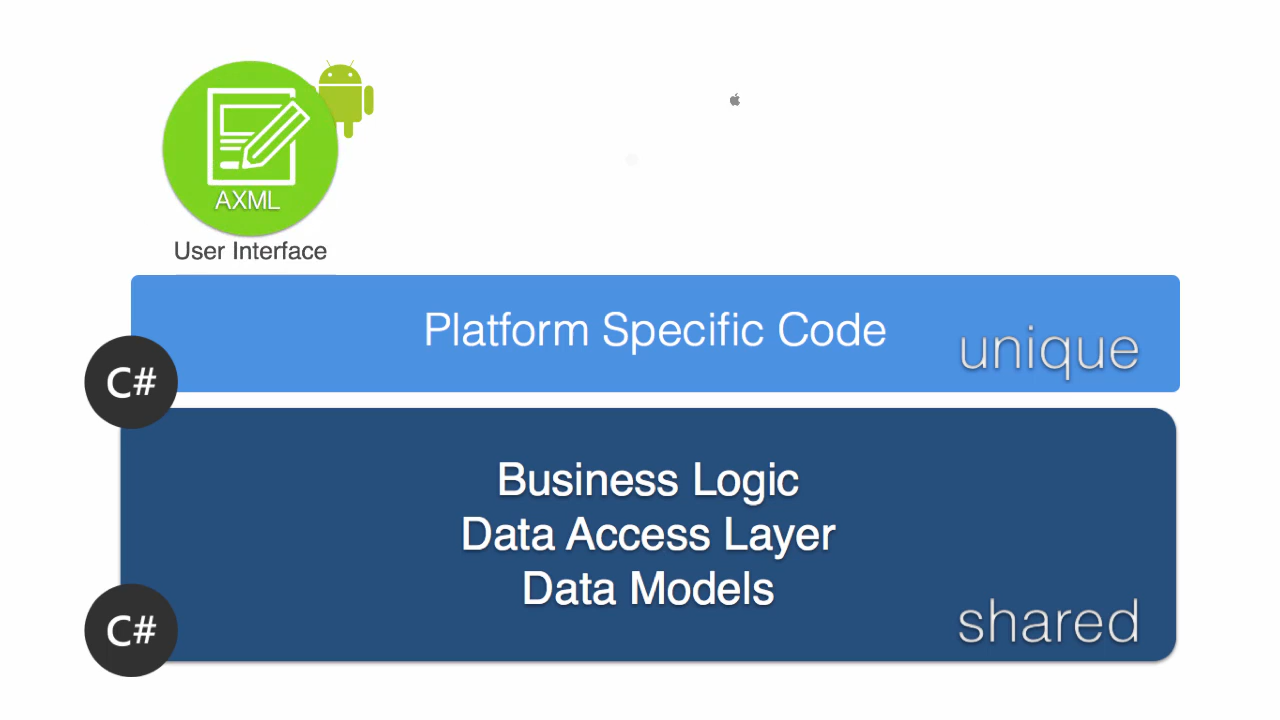 AXML
User Interface
Platform Specific Code
unique
C#
Business Logic
Data Access Layer
Data Models
C#
shared